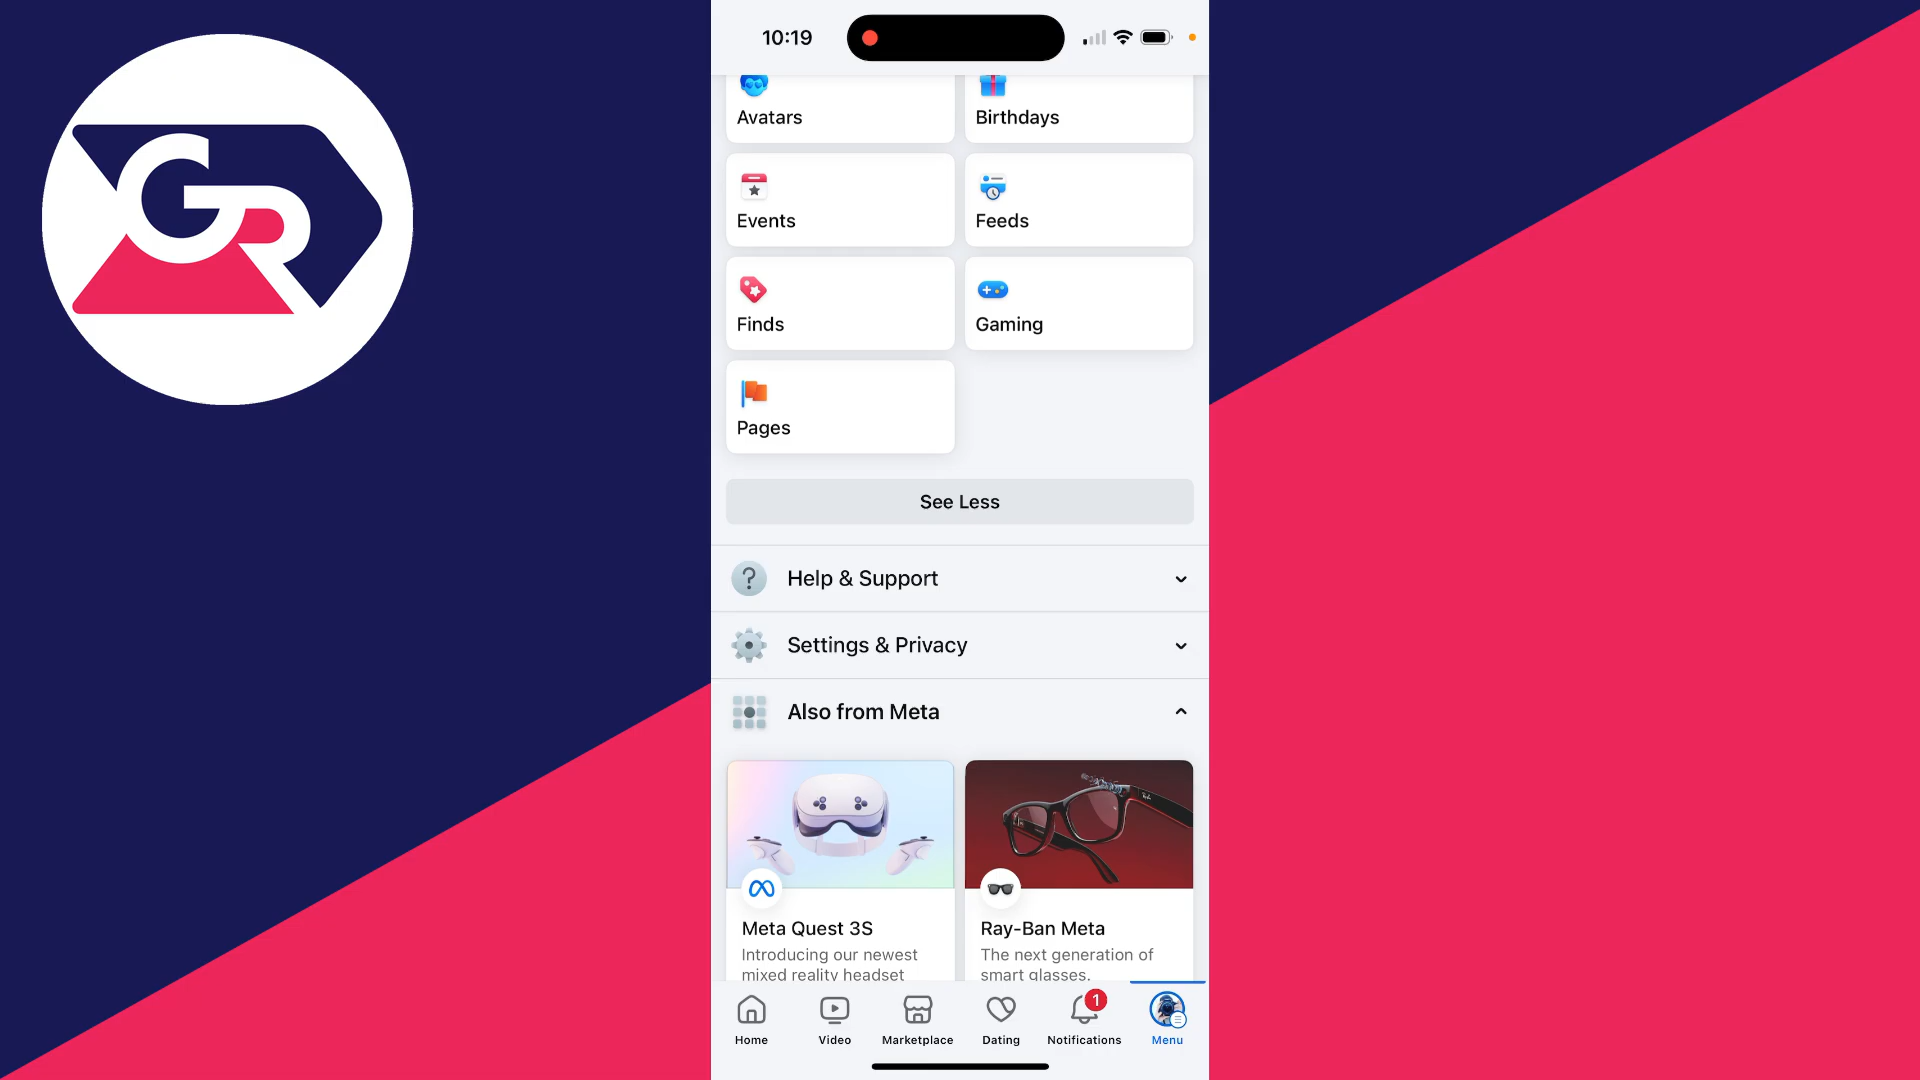 GR
10:19
Avatars
Birthdays
Events
Feeds
Finds
Gaming
Pages
See Less
Help & Support
Settings & Privacy
Also from Meta
Meta Quest 3S
Introducing our newest
mixed reality headset
Ray-Ban Meta
The next generation of
smart glasses.
1
Home
Video
Marketplace
Dating
Notifications
Menu